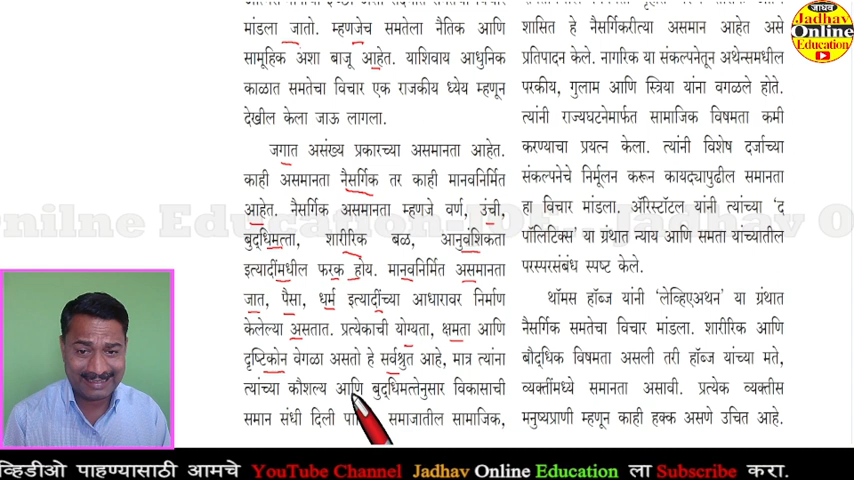 मांडला जातो. म्हणजेच समतेला नैतिक आणि
सामूहिक अशा बाजू आहेत. याशिवाय आधुनिक
काळात समतेचा विचार एक राजकीय ध्येय म्हणून
देखील केला जाऊ लागला.
जगात असंख्य प्रकारच्या असमानता आहेत.
काही असमानता नैसर्गिक तर काही मानवनिर्मित
आहेत. नैसर्गिक असमानता म्हणजे वर्ण, उंची,
बुद्धिमत्ता, शारीरिक बळ, आनुवंशिकता
इत्यादींमधील फरक होय. मानवनिर्मित असमानता
जात, पैसा, धर्म इत्यादींच्या आधारावर निर्माण
केलेल्या असतात. प्रत्येकाची योग्यता, क्षमता आणि
दृष्टिकोन वेगळा असतो हे सर्वश्रुत आहे, मात्र त्यांना
त्यांच्या कौशल्य आणि बुद्धिमत्तेनुसार विकासाची
समान संधी दिली समाजातील सामाजिक,
शासित हे नैसर्गिकरीत्या असमान आहेत असे
प्रतिपादन केले. नागरिक या संकल्पनेतून अथेन्समधील
परकीय, गुलाम आणि स्त्रिया यांना वगळले होते.
त्यांनी राज्यघटनेमार्फत सामाजिक विषमता कमी
करण्याचा प्रयत्न केला. त्यांनी विशेष दर्जाच्या
संकल्पनेचे निर्मूलन करून कायद्यापुढील समानता
हा विचार मांडला. ॲरिस्टॉटल यांनी त्यांच्या ‘द
पॉलिटिक्स’ या ग्रंथात न्याय आणि समता यांच्यातील
परस्परसंबंध स्पष्ट केले.
थॉमस हॉब्ज यांनी ‘लेव्हिएथन’ या ग्रंथात
नैसर्गिक समतेचा विचार मांडला. शारीरिक आणि
बौद्धिक विषमता असली तरी हॉब्ज यांच्या मते,
व्यक्तींमध्ये समानता असावी. प्रत्येक व्यक्तीस
मनुष्यप्राणी म्हणून काही हक्क असणे उचित आहे.
जाधव
Jadhav
Online
Education
Onilne Education-JOE - Jadhav O
व्हिडीओ पाहण्यासाठी आमचे YouTube Channel Jadhav Online Education ला Subscribe करा.